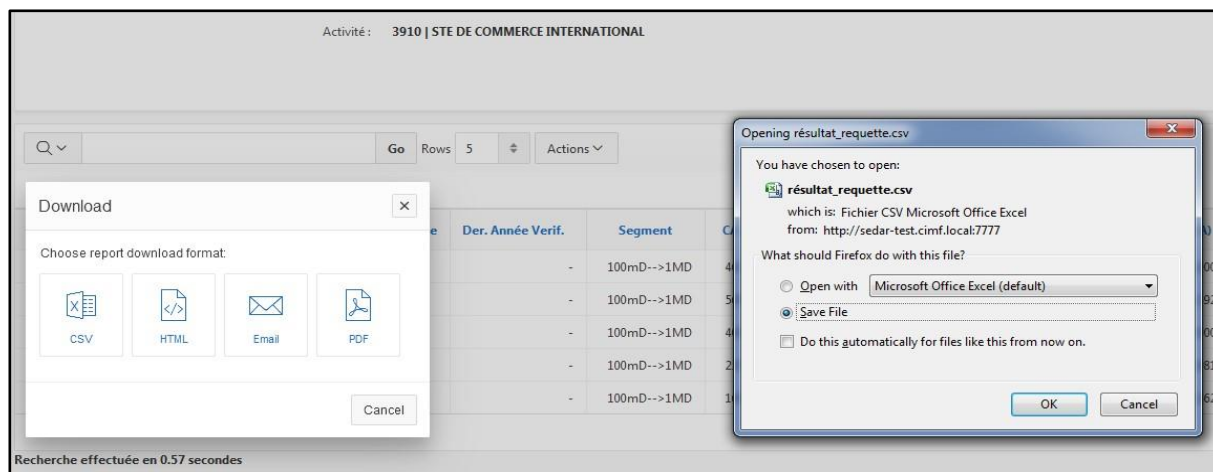 Activité : 3910 | STE DE COMMERCE INTERNATIONAL
Go Rows 5 Actions
Download
Choose report download format:
CSV HTML Email PDF
Cancel
Der. Année Verif. Segment
- 100mD-->1MD
- 100mD-->1MD
- 100mD-->1MD
- 100mD-->1MD
- 100mD-->1MD
Opening résultat_requette.csv
You have chosen to open:
résultat_requette.csv
which is: Fichier CSV Microsoft Office Excel
from: http://sedar-test.cimf.local:7777
What should Firefox do with this file?
Open with Microsoft Office Excel (default)
Save File
Do this automatically for files like this from now on.
OK Cancel
Recherche effectuée en 0.57 secondes